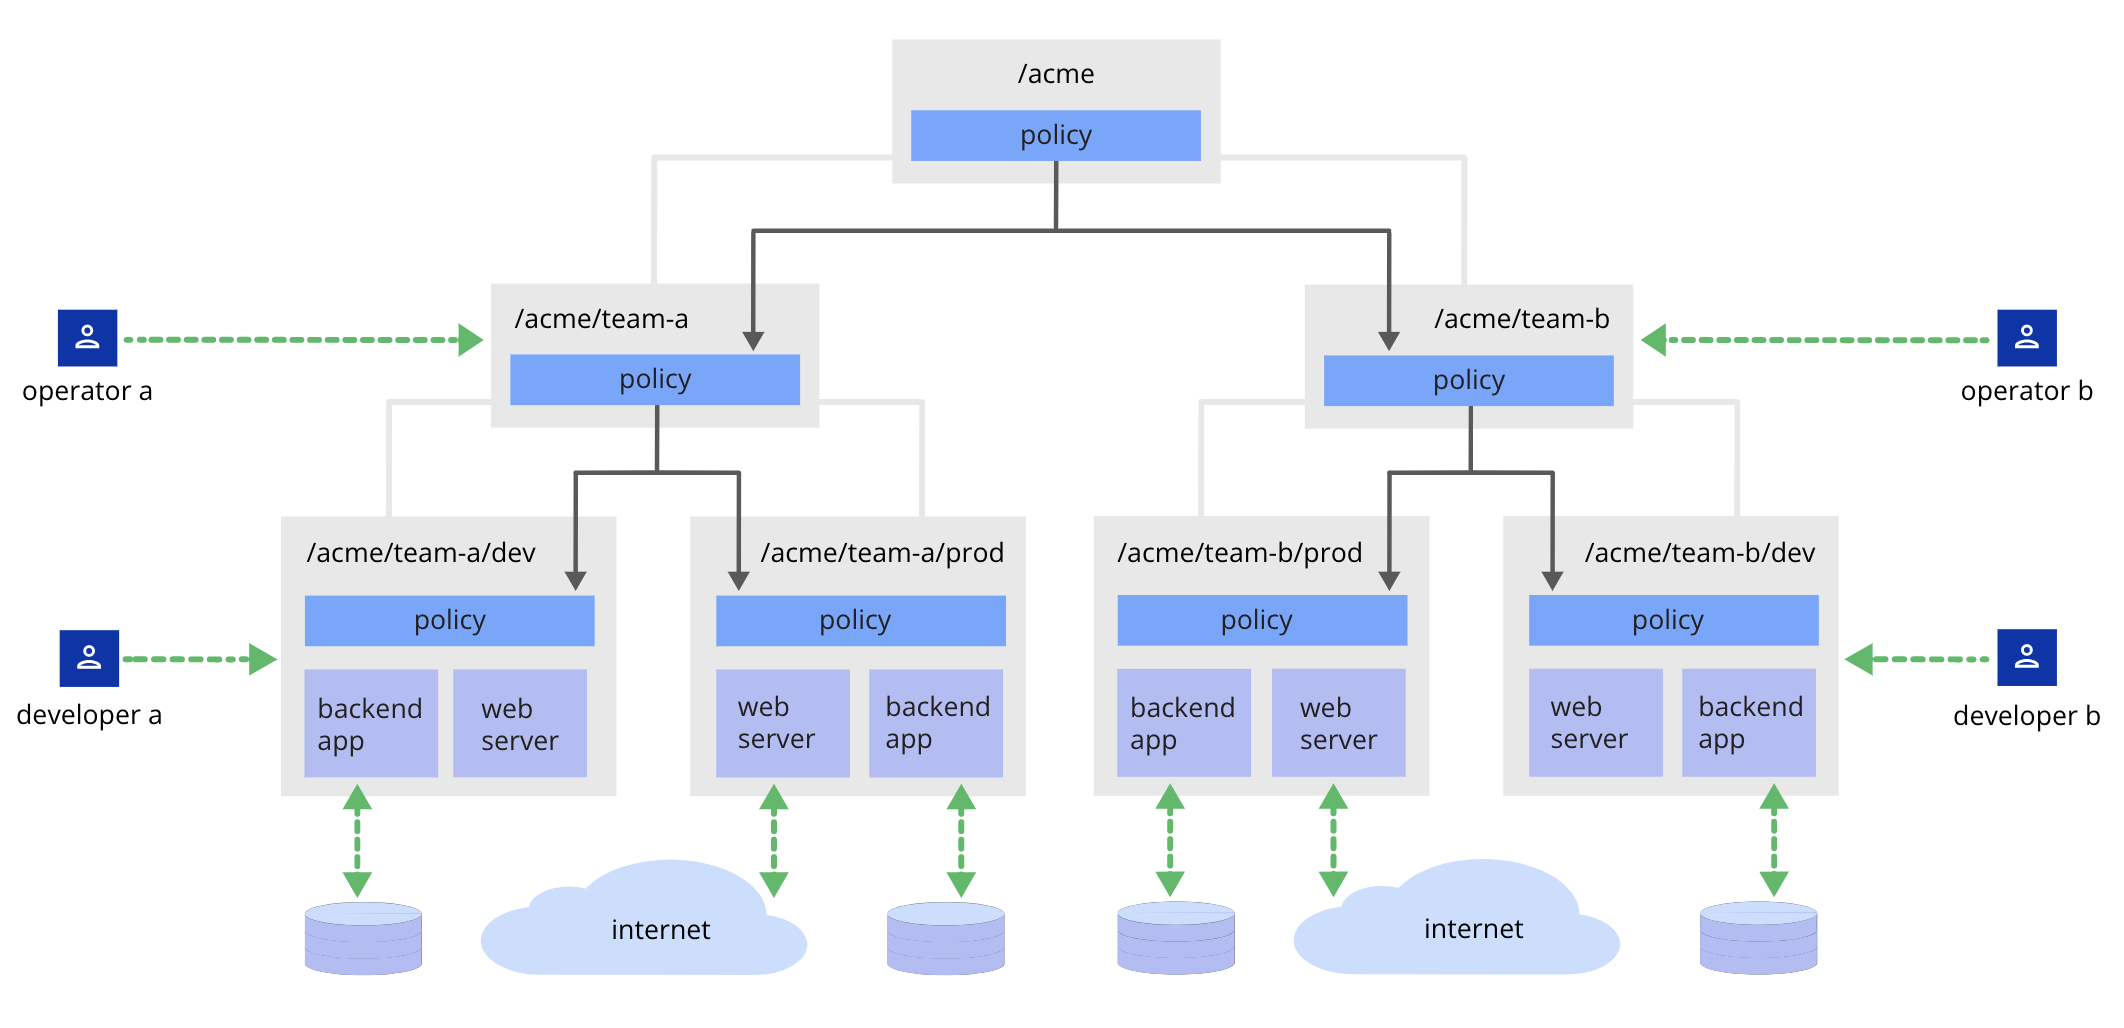 /acme
policy
/acme/team-a
policy
/acme/team-b
policy
operator a
operator b
/acme/team-a/dev
policy
backend
app
web
server
/acme/team-a/prod
policy
web
server
backend
app
/acme/team-b/prod
policy
backend
app
web
server
/acme/team-b/dev
policy
web
server
backend
app
developer a
developer b
internet
internet